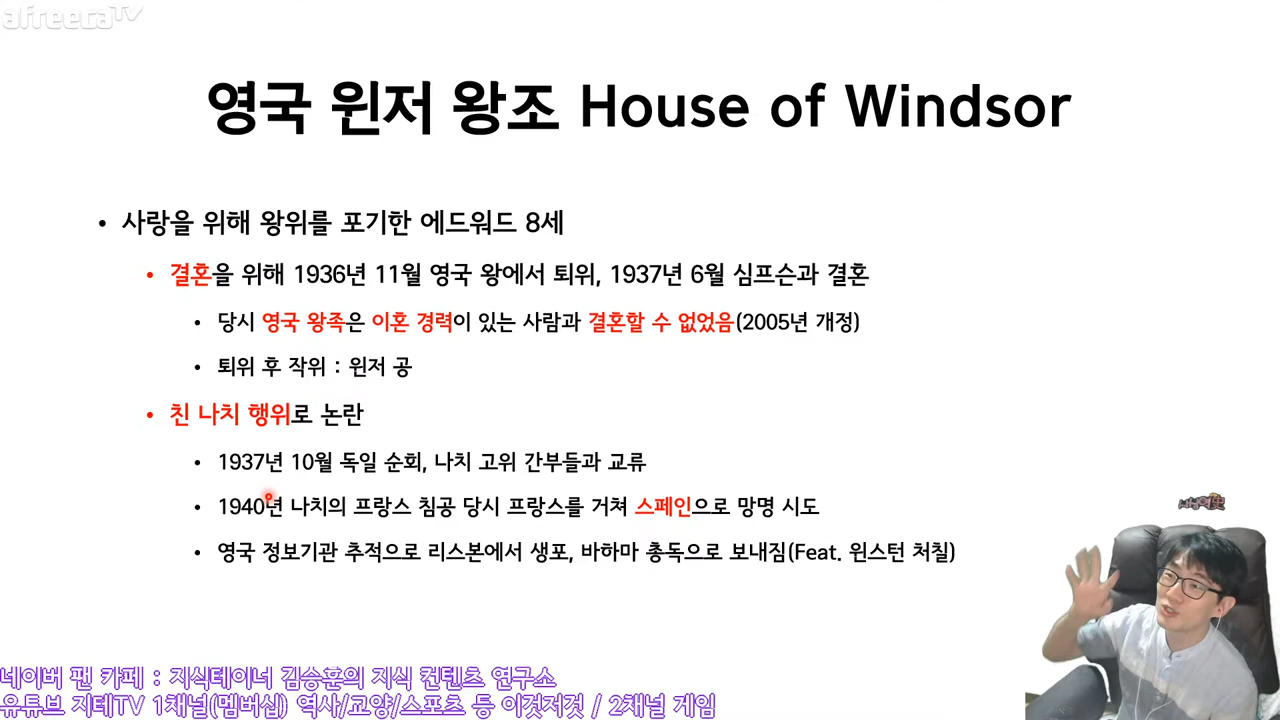 afreecaTV
영국 윈저 왕조 House of Windsor
• 사랑을 위해 왕위를 포기한 에드워드 8세
• 결혼을 위해 1936년 11월 영국 왕에서 퇴위, 1937년 6월 심프슨과 결혼
• 당시 영국 왕족은 이혼 경력이 있는 사람과 결혼할 수 없었음(2005년 개정)
• 퇴위 후 작위 : 윈저 공
• 친 나치 행위로 논란
• 1937년 10월 독일 순회, 나치 고위 간부들과 교류
• 1940년 나치의 프랑스 침공 당시 프랑스를 거쳐 스페인으로 망명 시도
• 영국 정보기관 추적으로 리스본에서 생포, 바하마 총독으로 보내짐(Feat. 윈스턴 처칠)
네이버 팬 카페 : 지식테이너 김승훈의 지식 컨텐츠 연구소
유튜브 지테TV 1채널(멤버십) 역사/교양/스포츠 등 이것저것 / 2채널 게임